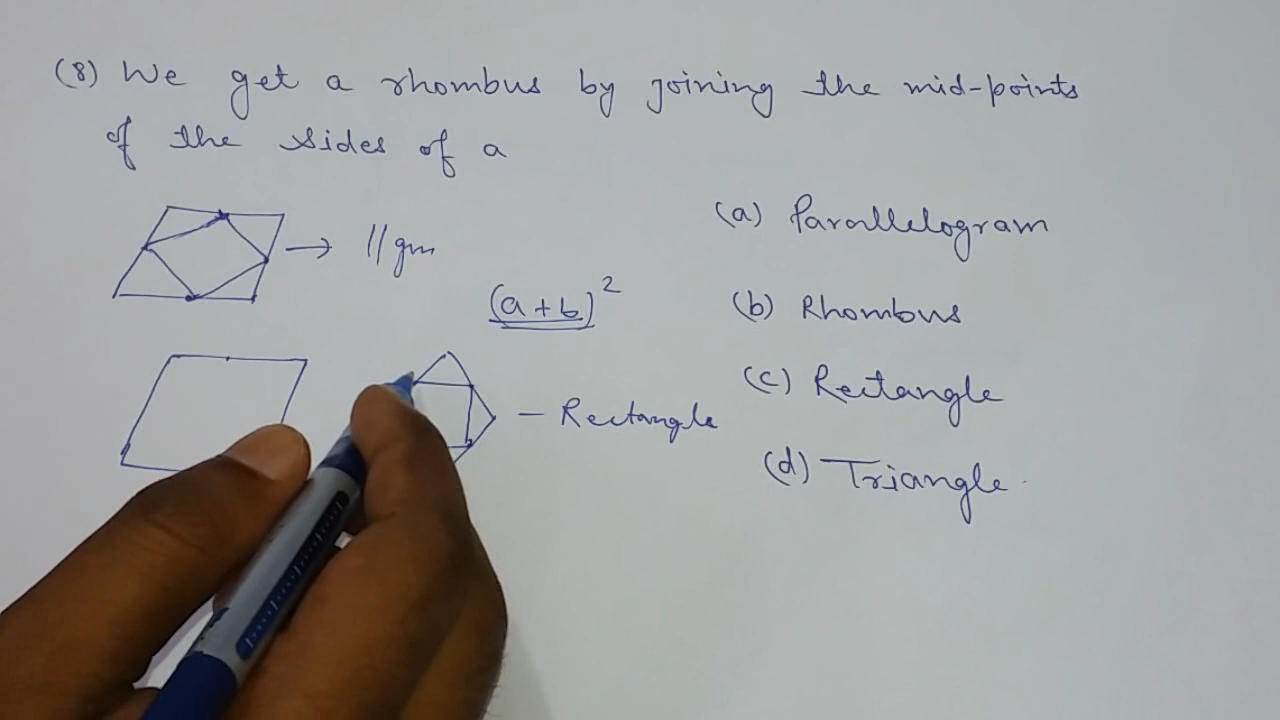 (8) We get a rhombus by joining the mid-points
of the sides of a
→ //gm
(a+b)²
— Rectangle
(a) Parallelogram
(b) Rhombus
(c) Rectangle
(d) Triangle